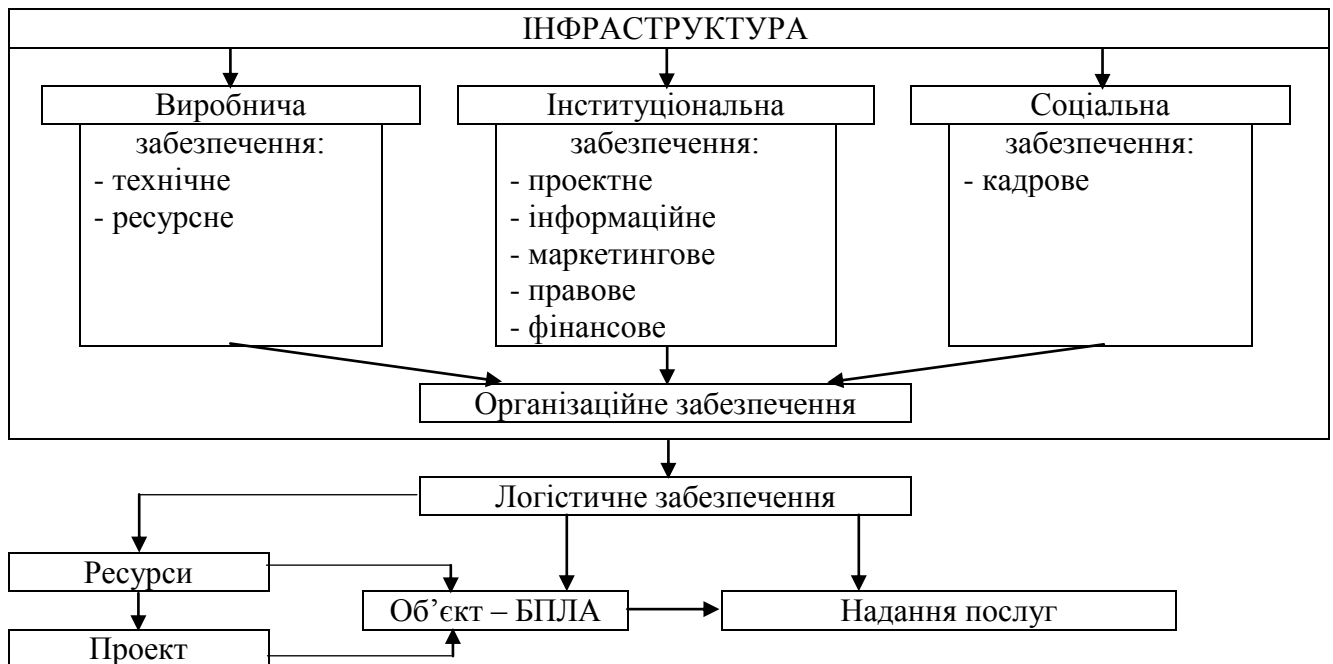 ІНФРАСТРУКТУРА
Виробнича
забезпечення:
- технічне
- ресурсне
Інституціональна
забезпечення:
- проектне
- інформаційне
- маркетингове
- правове
- фінансове
Соціальна
забезпечення:
- кадрове
Організаційне забезпечення
Логістичне забезпечення
Ресурси
Об’єкт – БПЛА
Надання послуг
Проект